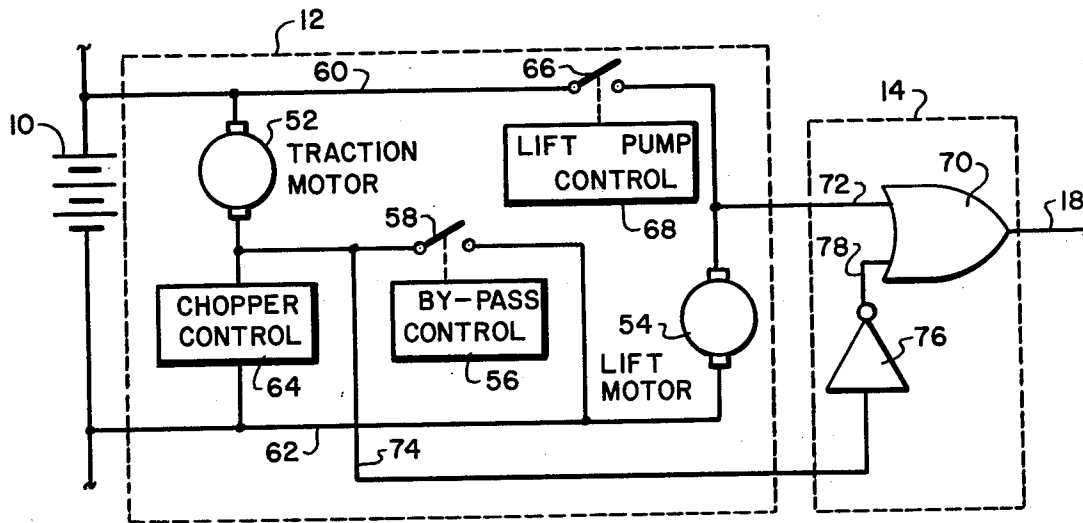 12
60
66
14
10
52
TRACTION
MOTOR
LIFT PUMP
CONTROL
68
72
70
18
58
78
CHOPPER
CONTROL
64
BY-PASS
CONTROL
56
54
LIFT
MOTOR
76
62
74